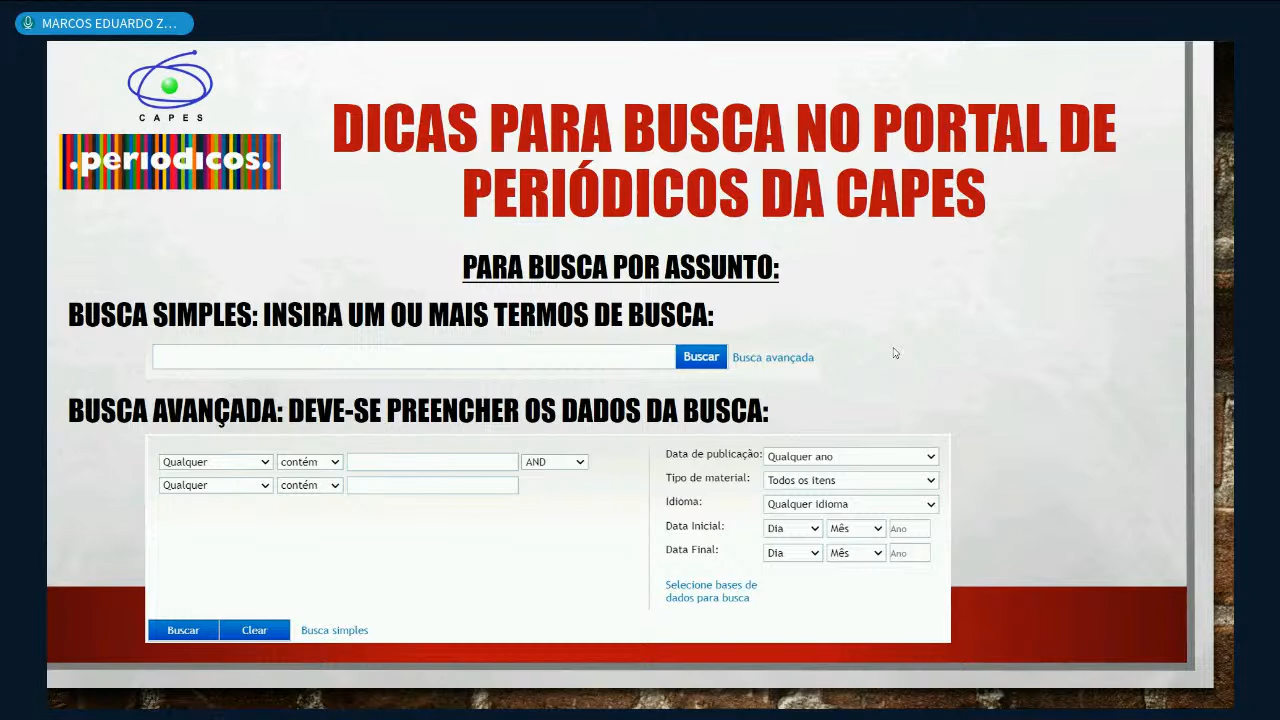 MARCOS EDUARDO Z...
CAPES
.periodicos.
DICAS PARA BUSCA NO PORTAL DE
PERIÓDICOS DA CAPES
PARA BUSCA POR ASSUNTO:
BUSCA SIMPLES: INSIRA UM OU MAIS TERMOS DE BUSCA:
Buscar Busca avançada
BUSCA AVANÇADA: DEVE-SE PREENCHER OS DADOS DA BUSCA:
Qualquer contém AND
Qualquer contém
Data de publicação: Qualquer ano
Tipo de material: Todos os itens
Idioma: Qualquer idioma
Data Inicial: Dia Mês Ano
Data Final: Dia Mês Ano
Selecione bases de
dados para busca
Buscar Clear Busca simples